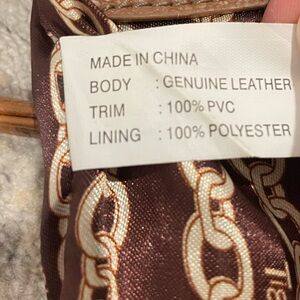 MADE IN CHINA
BODY : GENUINE LEATHER
TRIM : 100% PVC
LINING : 100% POLYESTER